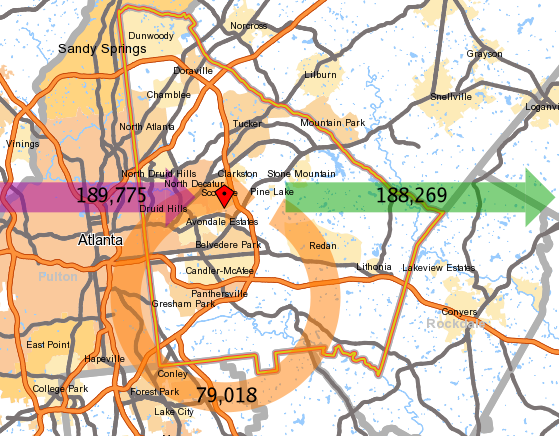 Norcross
Dunwoody
Sandy Springs
Grayson
Doraville
Lilburn
Chamblee
Snellville
Loganvi
Tucker
Mountain Park
North Atlanta
Vinings
North Druid Hills
Clarkston
Stone Mountain
North Decatur
189,775
Pine Lake
188,269
Druid Hills
Avondale Estates
Atlanta
Belvedere Park
Redan
Candler-McAfee
Lithonia
Lakeview Estates
Fulton
Panthersville
Gresham Park
Conyers
Rockdale
East Point
Hapeville
Conley
College Park
Forest Park
79,018
Lake City